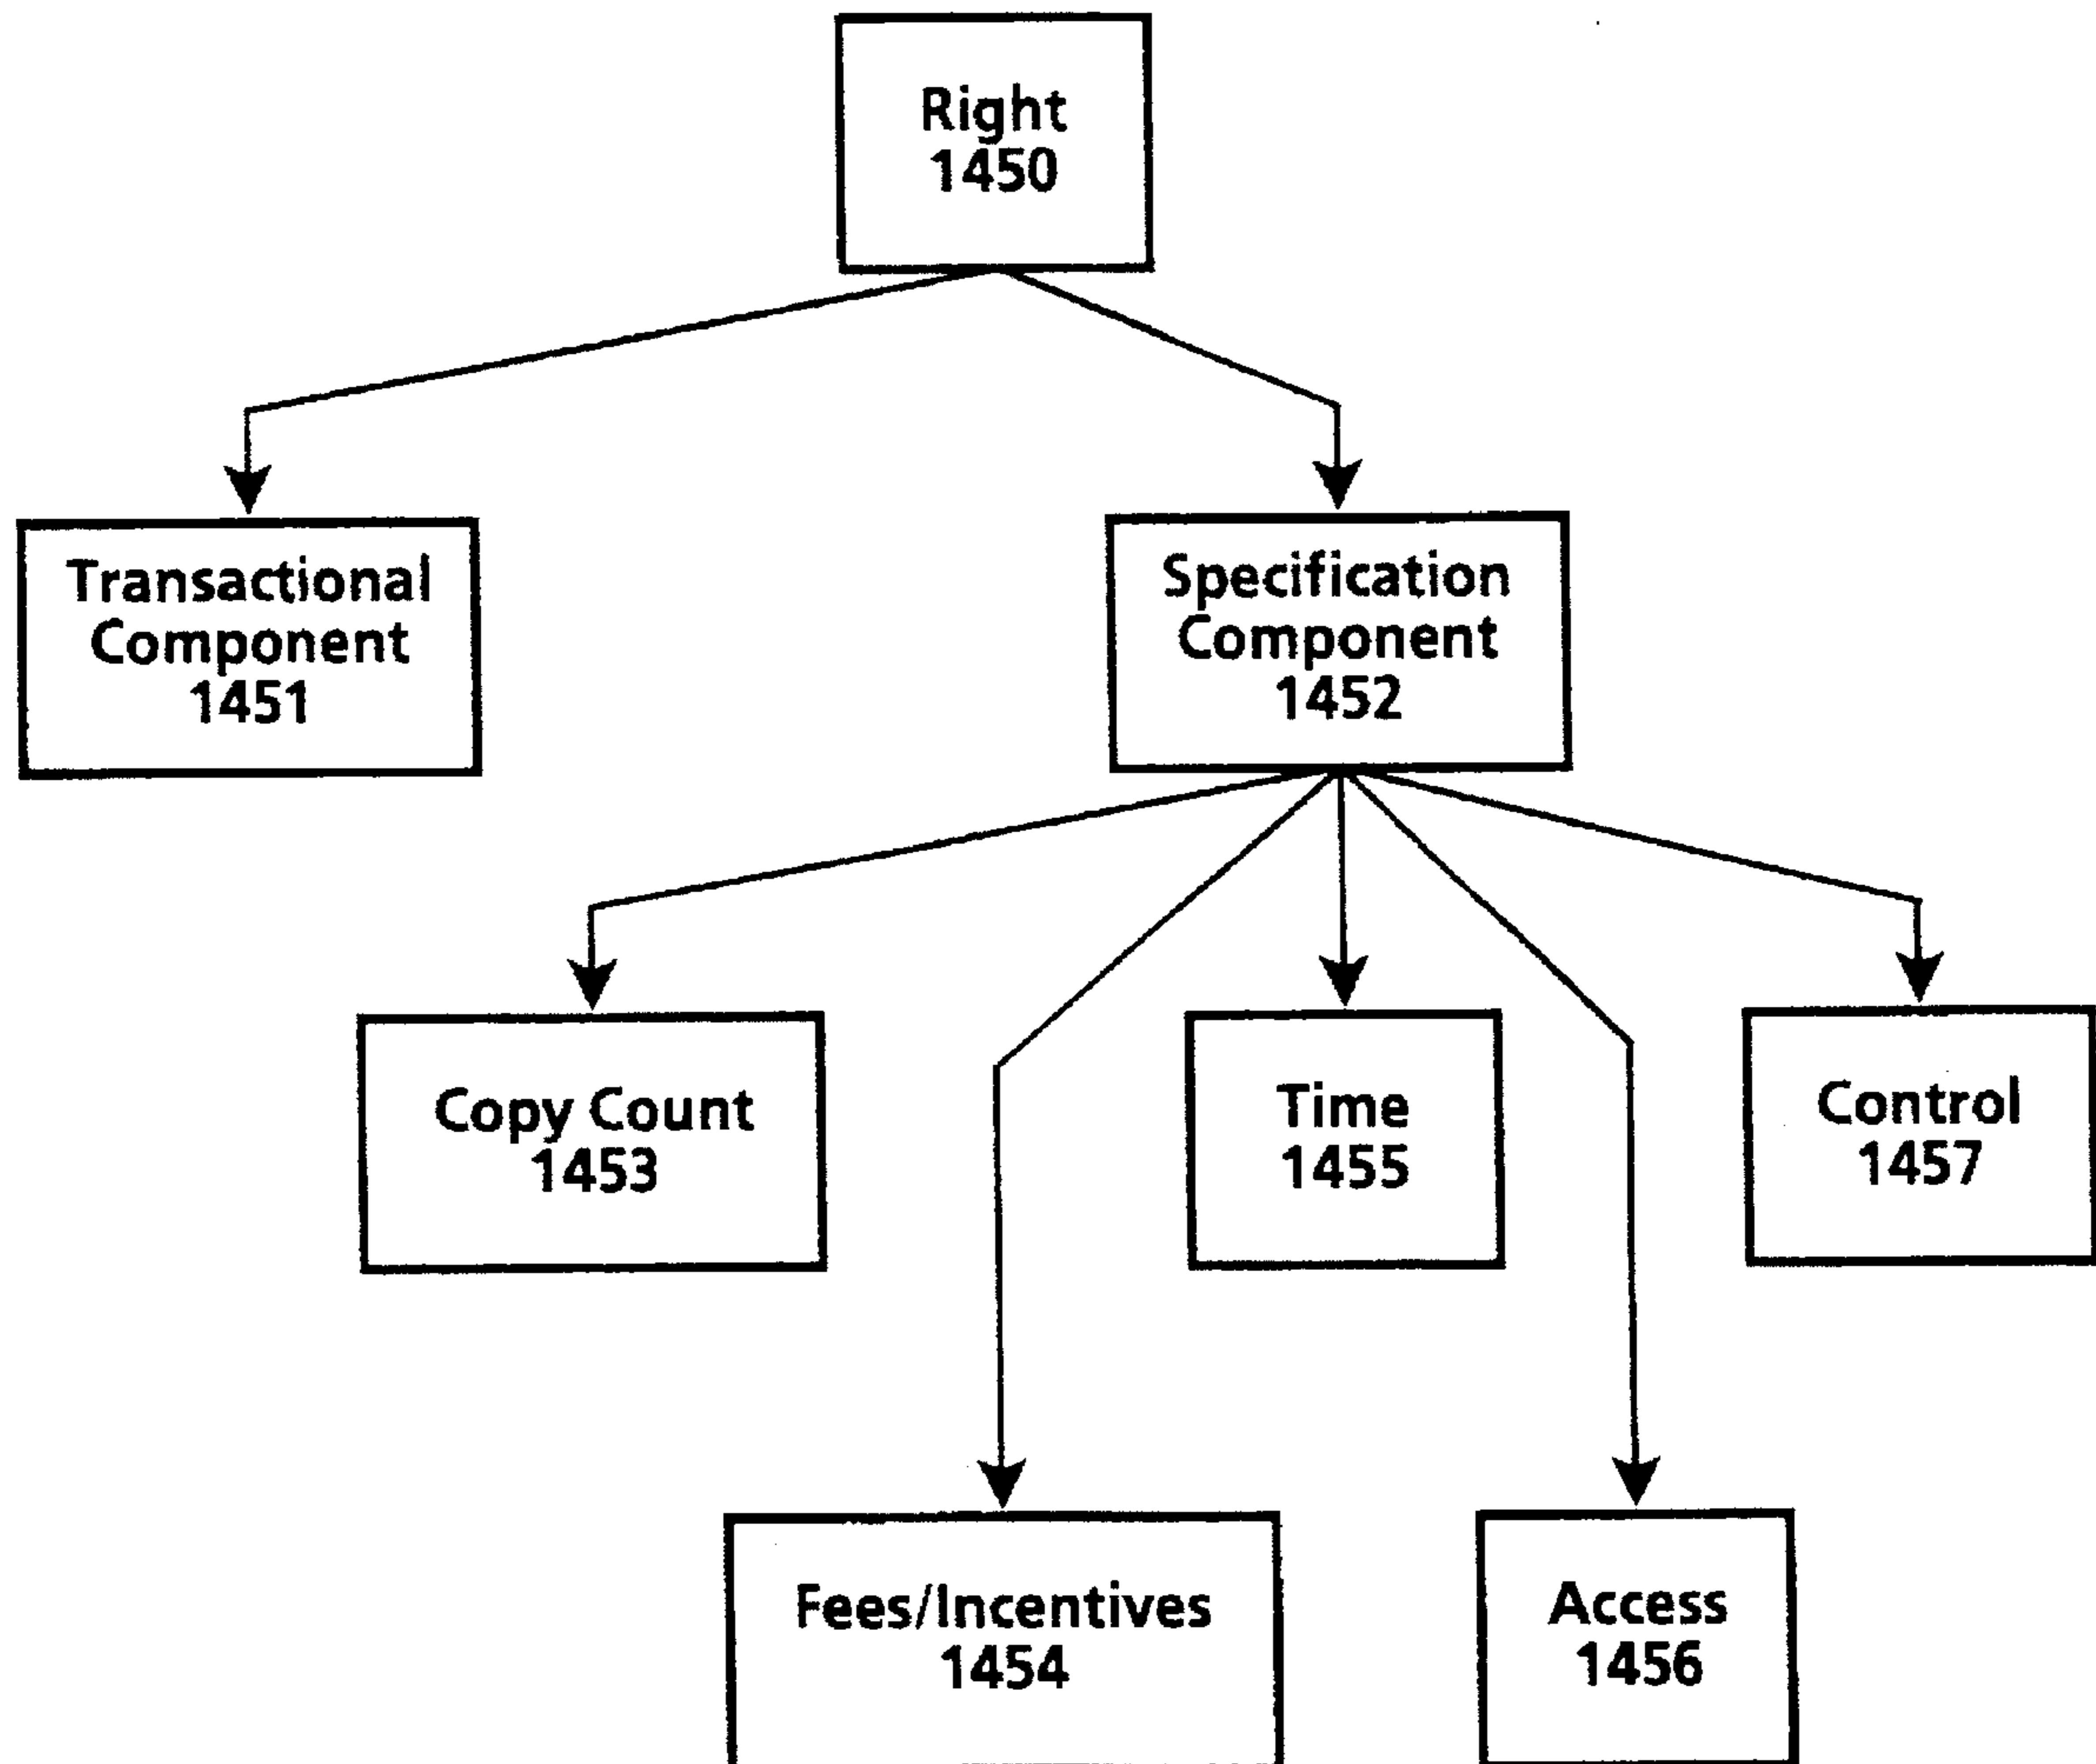 Right
1450
Transactional
Component
1451
Specification
Component
1452
Copy Count
1453
Time
1455
Control
1457
Fees/Incentives
1454
Access
1456